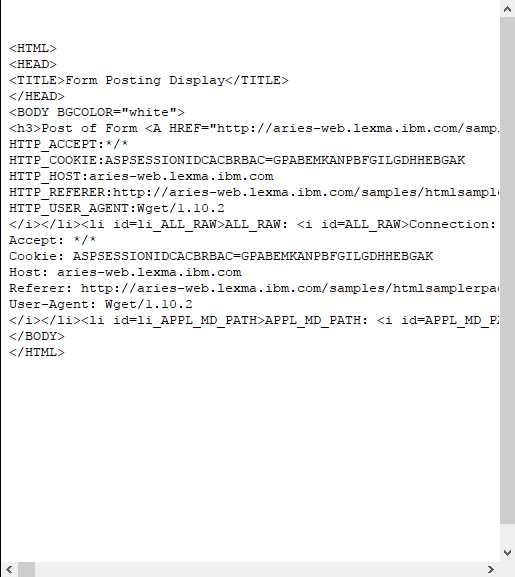 <HTML>
<HEAD>
<TITLE>Form Posting Display</TITLE>
</HEAD>
<BODY BGCOLOR="white">
<h3>Post of Form <A HREF="http://aries-web.lexma.ibm.com/samp
HTTP_ACCEPT:*/*
HTTP_COOKIE:ASPSESSIONIDCACBRBAC=GPABEMKANPBFGILGDHHEBGAK
HTTP_HOST:aries-web.lexma.ibm.com
HTTP_REFERER:http://aries-web.lexma.ibm.com/samples/htmlsample
HTTP_USER_AGENT:Wget/1.10.2
</i></li><li id=li_ALL_RAW>ALL_RAW: <i id=ALL_RAW>Connection:
Accept: */*
Cookie: ASPSESSIONIDCACBRBAC=GPABEMKANPBFGILGDHHEBGAK
Host: aries-web.lexma.ibm.com
Referer: http://aries-web.lexma.ibm.com/samples/htmlsamplerpac
User-Agent: Wget/1.10.2
</i></li><li id=li_APPL_MD_PATH>APPL_MD_PATH: <i id=APPL_MD_PA
</BODY>
</HTML>